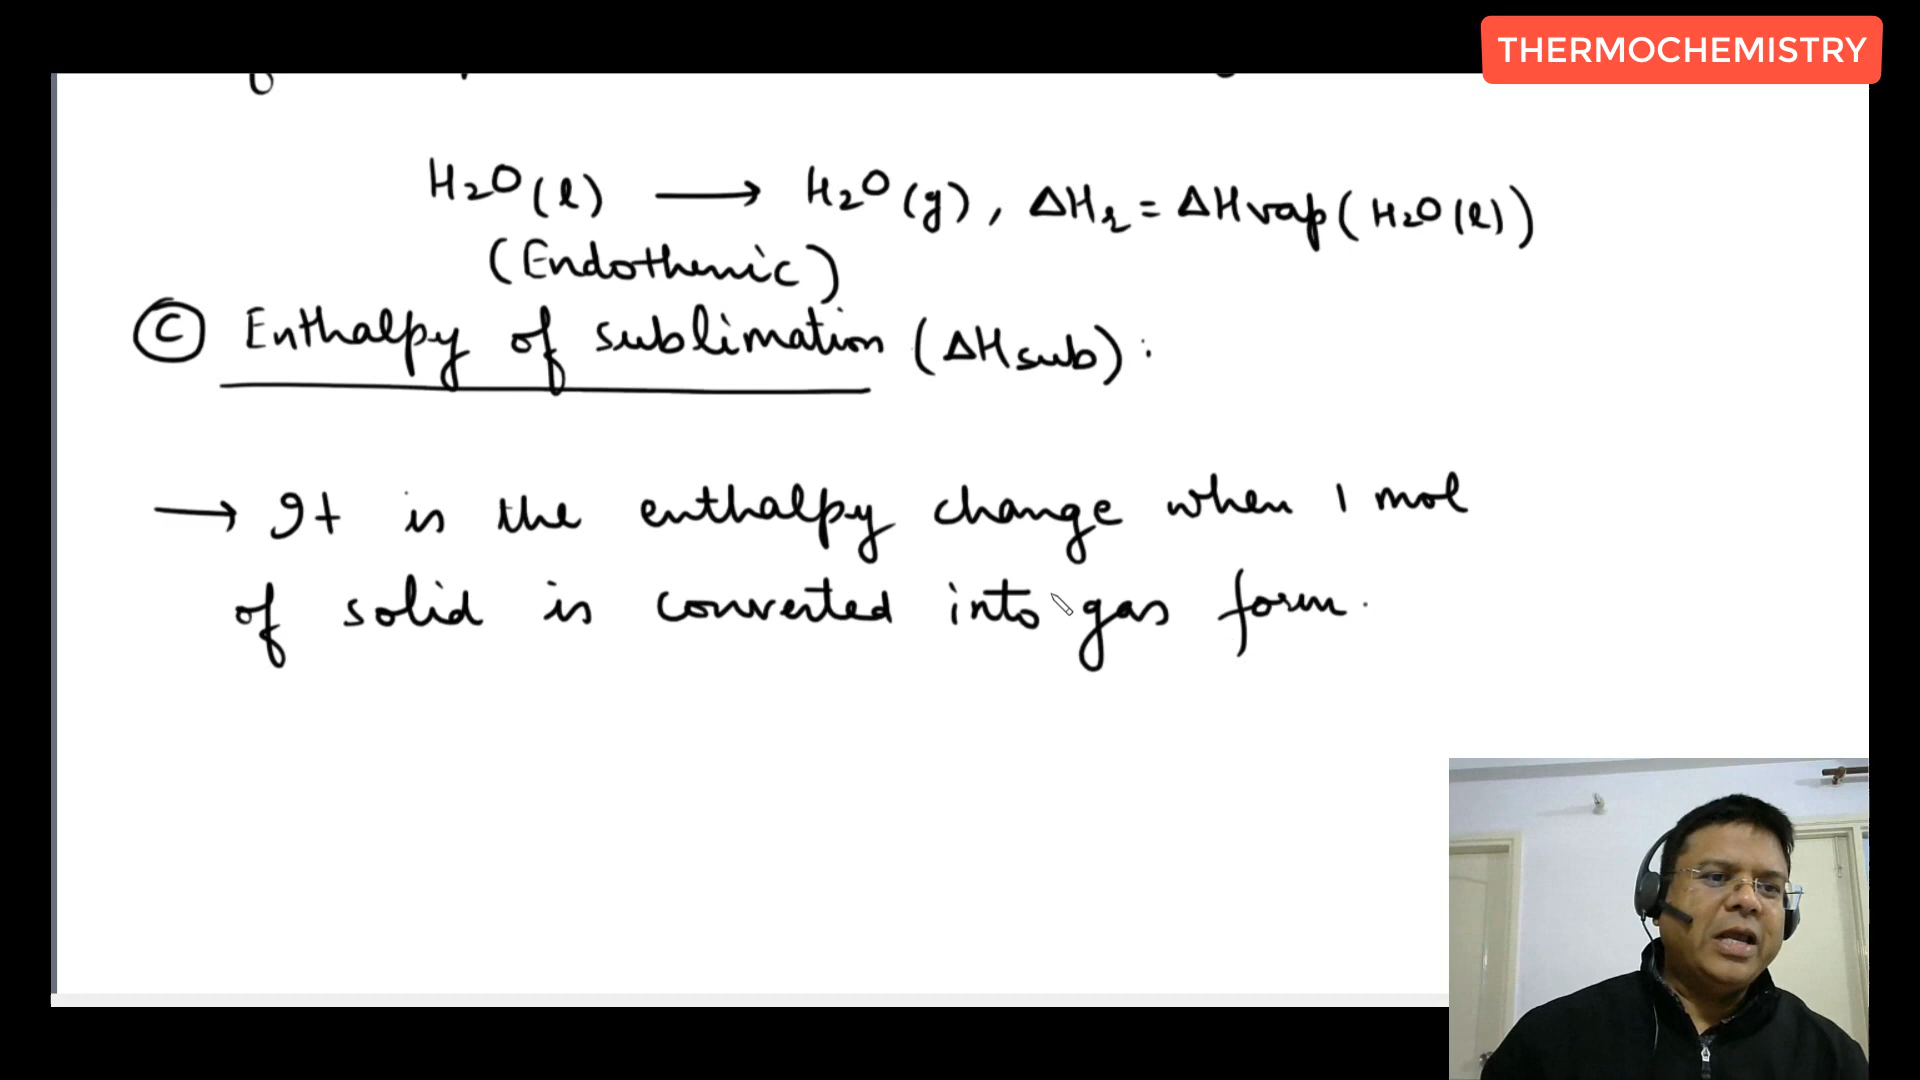 THERMOCHEMISTRY
H₂O(l) ⟶ H₂O(g), ΔHr = ΔHvap(H₂O(l))
(Endothermic)
Ⓒ Enthalpy of sublimation (ΔHsub):
→ It is the enthalpy change when 1 mol
of solid is converted into gas form.